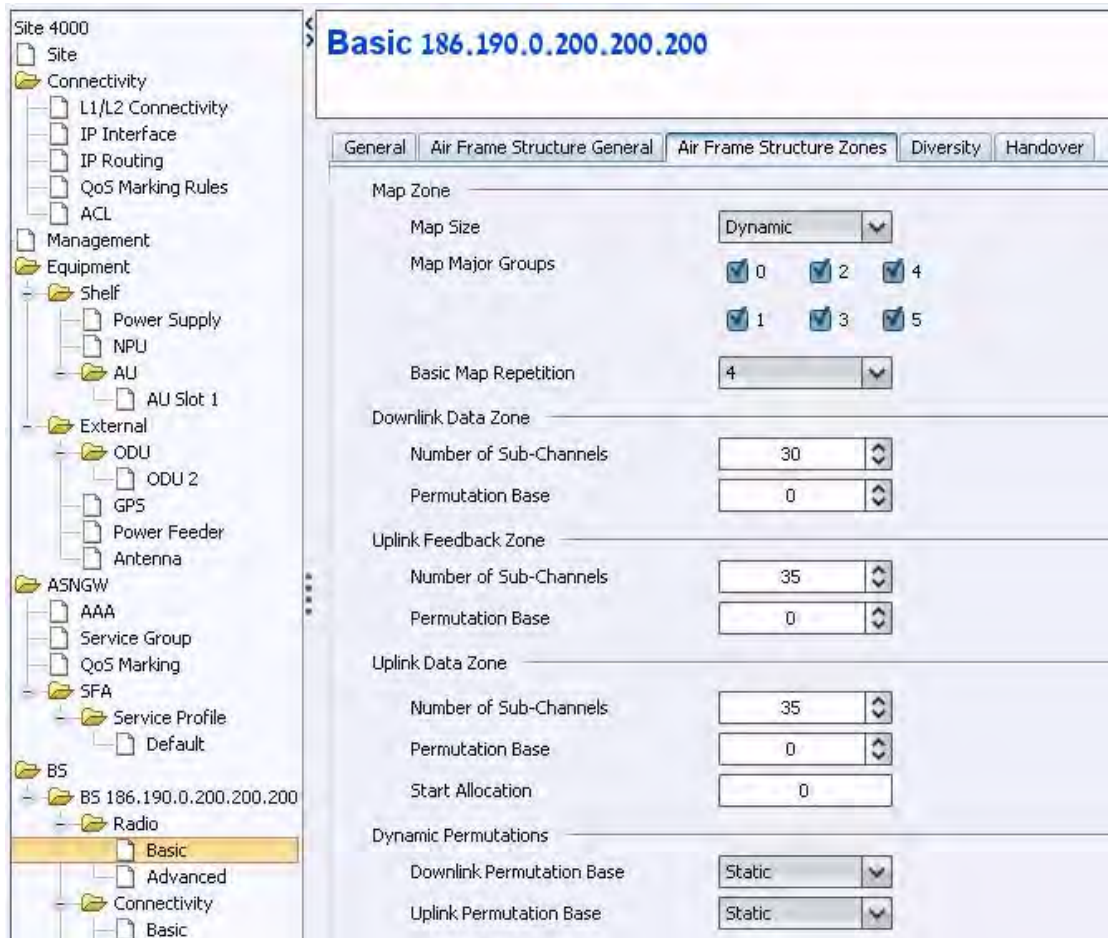 Site 4000
Site
Connectivity
L1/L2 Connectivity
IP Interface
IP Routing
QoS Marking Rules
ACL
Management
Equipment
Shelf
Power Supply
NPU
AU
AU Slot 1
External
ODU
ODU 2
GPS
Power Feeder
Antenna
ASNGW
AAA
Service Group
QoS Marking
SFA
Service Profile
Default
BS
BS 186.190.0.200.200.200
Radio
Basic
Advanced
Connectivity
Basic
Basic 186.190.0.200.200.200
General Air Frame Structure General Air Frame Structure Zones Diversity Handover
Map Zone
Map Size Dynamic
Map Major Groups 0 2 4
1 3 5
Basic Map Repetition 4
Downlink Data Zone
Number of Sub-Channels 30
Permutation Base 0
Uplink Feedback Zone
Number of Sub-Channels 35
Permutation Base 0
Uplink Data Zone
Number of Sub-Channels 35
Permutation Base 0
Start Allocation 0
Dynamic Permutations
Downlink Permutation Base Static
Uplink Permutation Base Static